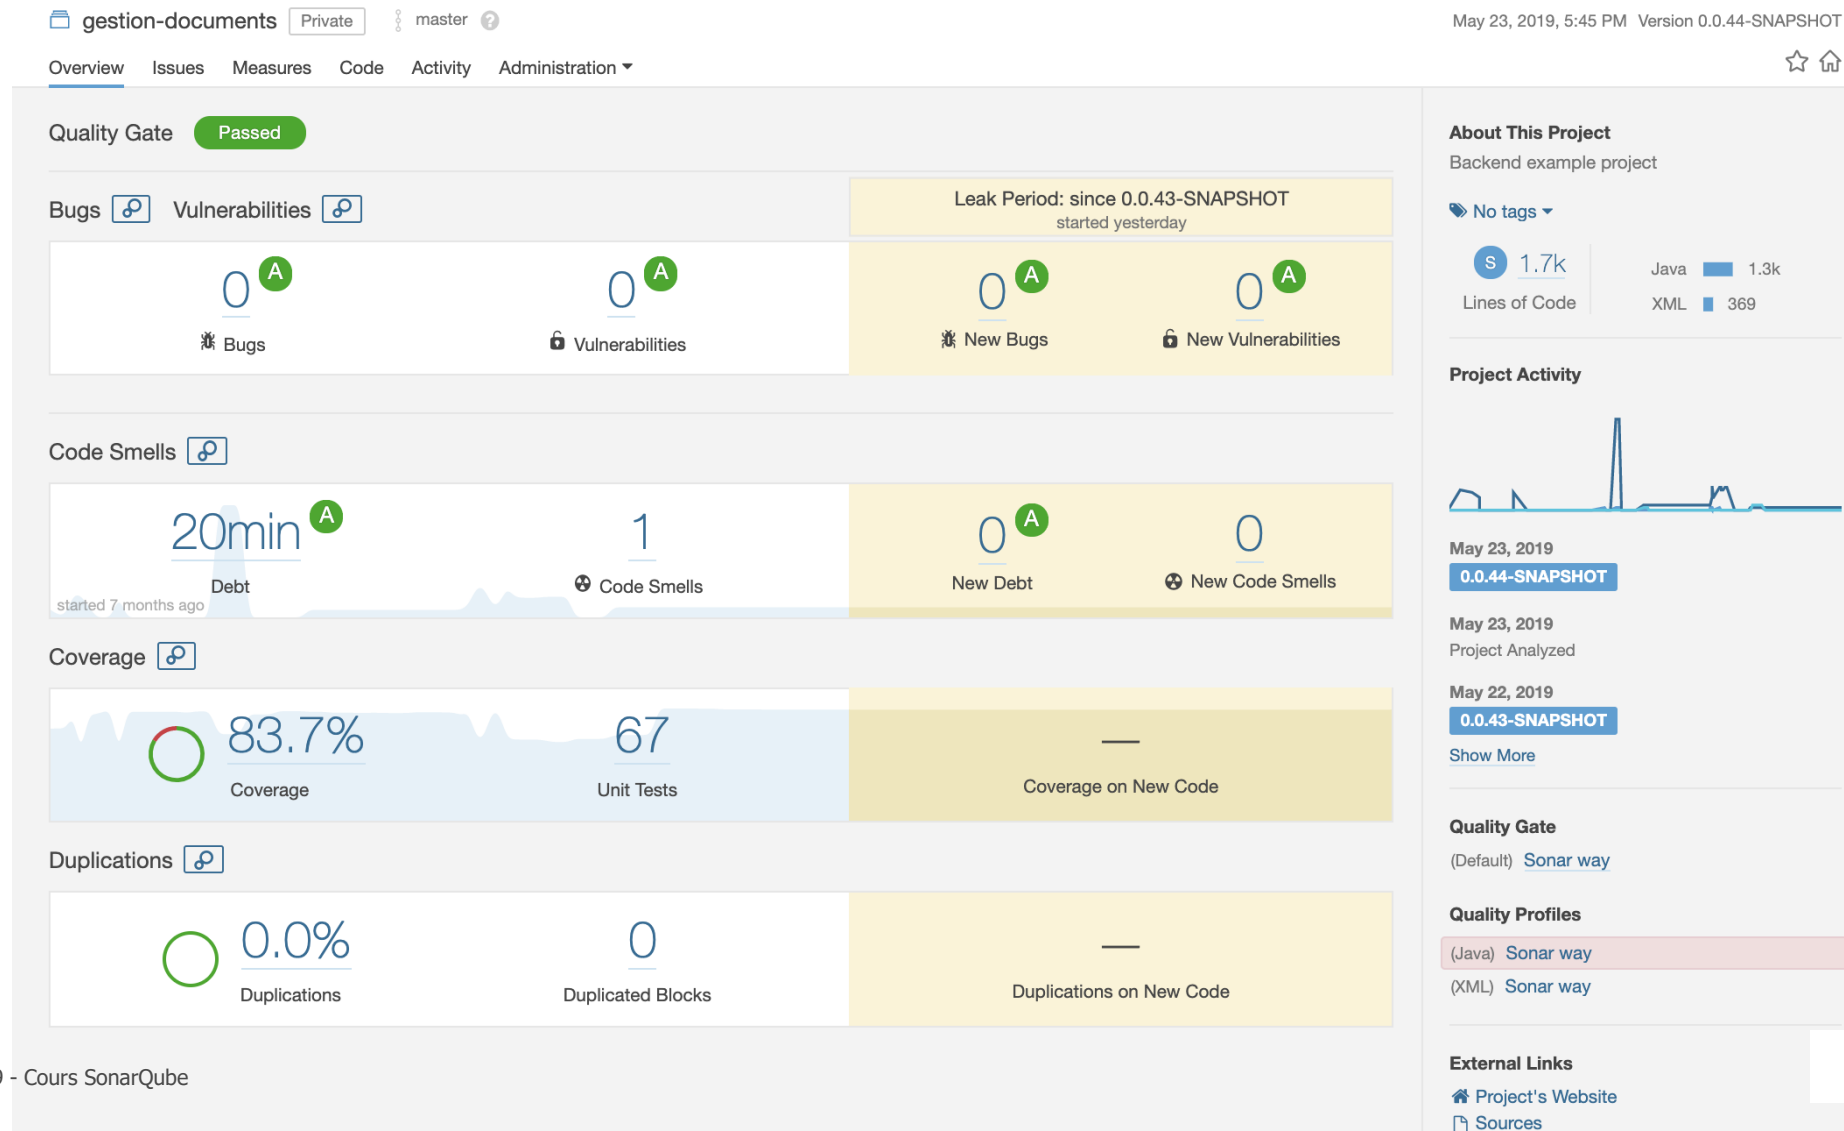 gestion-documents Private master ?
May 23, 2019, 5:45 PM Version 0.0.44-SNAPSHOT
Overview Issues Measures Code Activity Administration
Quality Gate Passed
Bugs Vulnerabilities
Leak Period: since 0.0.43-SNAPSHOT
started yesterday
0 A
Bugs
0 A
Vulnerabilities
0 A
New Bugs
0 A
New Vulnerabilities
Code Smells
20min A
Debt
started 7 months ago
1
Code Smells
0 A
New Debt
0
New Code Smells
Coverage
83.7%
Coverage
67
Unit Tests
—
Coverage on New Code
Duplications
0.0%
Duplications
0
Duplicated Blocks
—
Duplications on New Code
- Cours SonarQube
About This Project
Backend example project
No tags
S 1.7k
Lines of Code
Java 1.3k
XML 369
Project Activity
May 23, 2019
0.0.44-SNAPSHOT
May 23, 2019
Project Analyzed
May 22, 2019
0.0.43-SNAPSHOT
Show More
Quality Gate
(Default) Sonar way
Quality Profiles
(Java) Sonar way
(XML) Sonar way
External Links
Project's Website
Sources